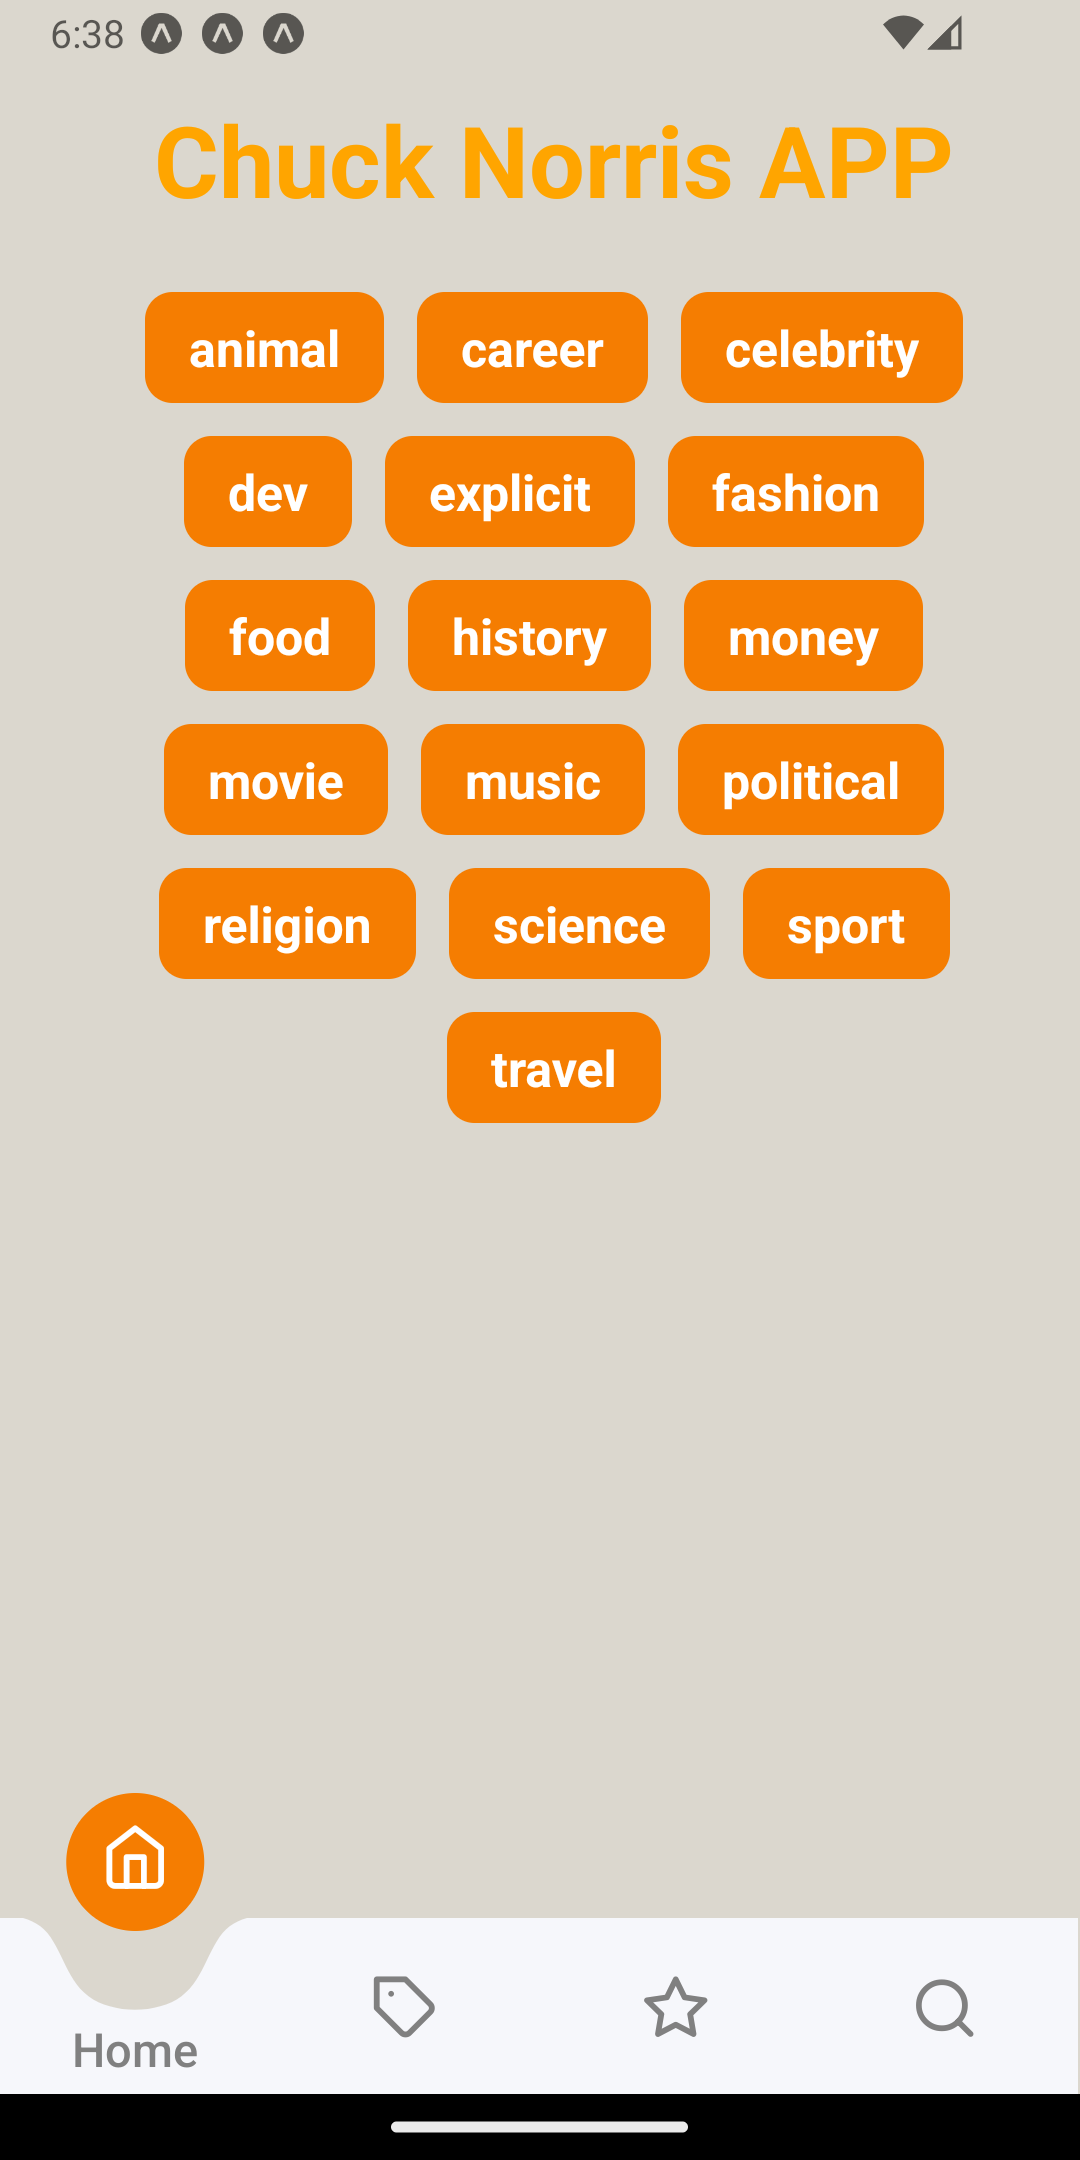 6:38
Chuck Norris APP
animal career celebrity
dev explicit fashion
food history money
movie music political
religion science sport
travel
Home